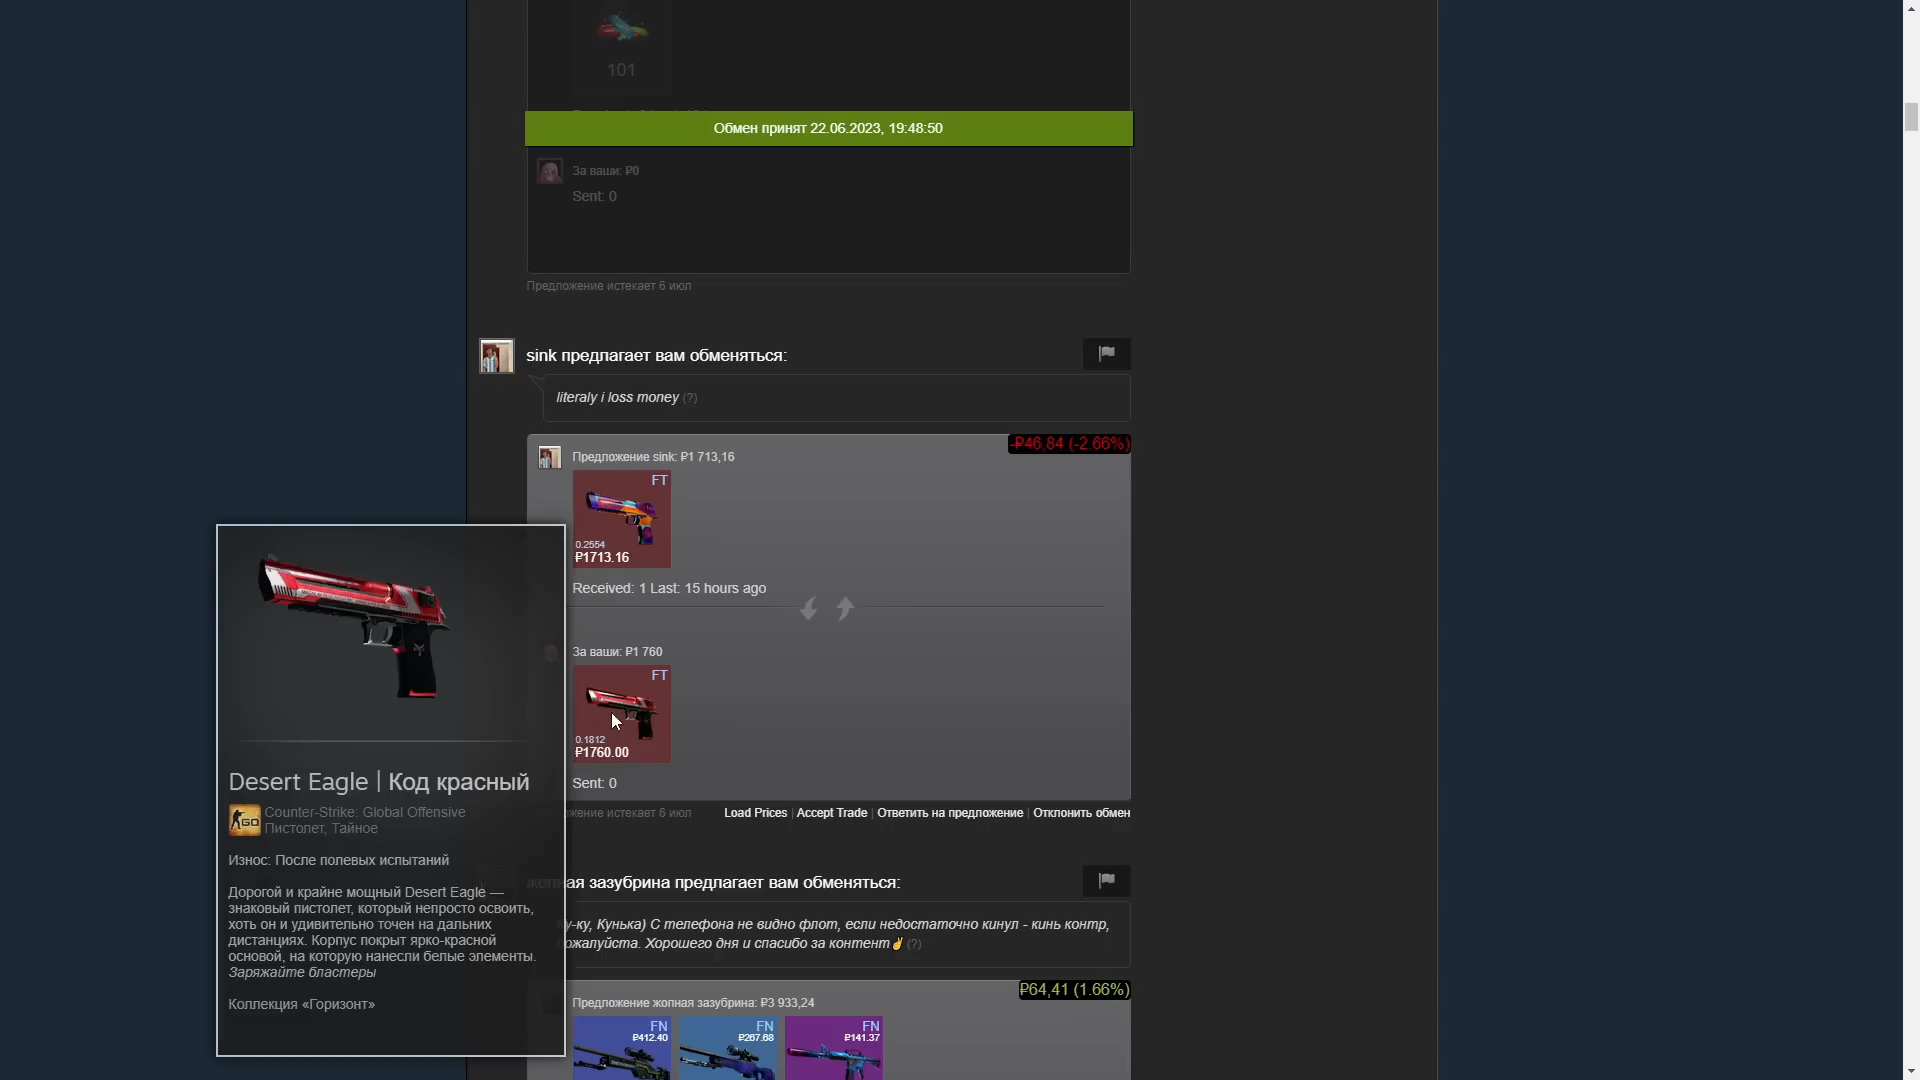 101
Обмен принят 22.06.2023, 19:48:50
За ваши: ₽0
Sent: 0
Предложение истекает 6 июл
sink предлагает вам обменяться:
literaly i loss money (?)
-₽46,84 (-2.66%)
Предложение sink: ₽1 713,16
FT
0.2554
₽1713.16
Received: 1 Last: 15 hours ago
За ваши: ₽1 760
FT
0.1812
₽1760.00
Sent: 0
истекает 6 июл
Load Prices | Accept Trade | Ответить на предложение | Отклонить обмен
Desert Eagle | Код красный
GO
Counter-Strike: Global Offensive
Пистолет, Тайное
Износ: После полевых испытаний
Дорогой и крайне мощный Desert Eagle —
знаковый пистолет, который непросто освоить,
хоть он и удивительно точен на дальних
дистанциях. Корпус покрыт ярко-красной
основой, на которую нанесли белые элементы.
Заряжайте бластеры
Коллекция «Горизонт»
жопная зазубрина предлагает вам обменяться:
Ку-ку, Кунька) С телефона не видно флот, если недостаточно кинул - кинь контр,
пожалуйста. Хорошего дня и спасибо за контент✌ (?)
₽64,41 (1.66%)
Предложение жопная зазубрина: ₽3 933,24
FN
₽412.40
FN
₽267.68
FN
₽141.37